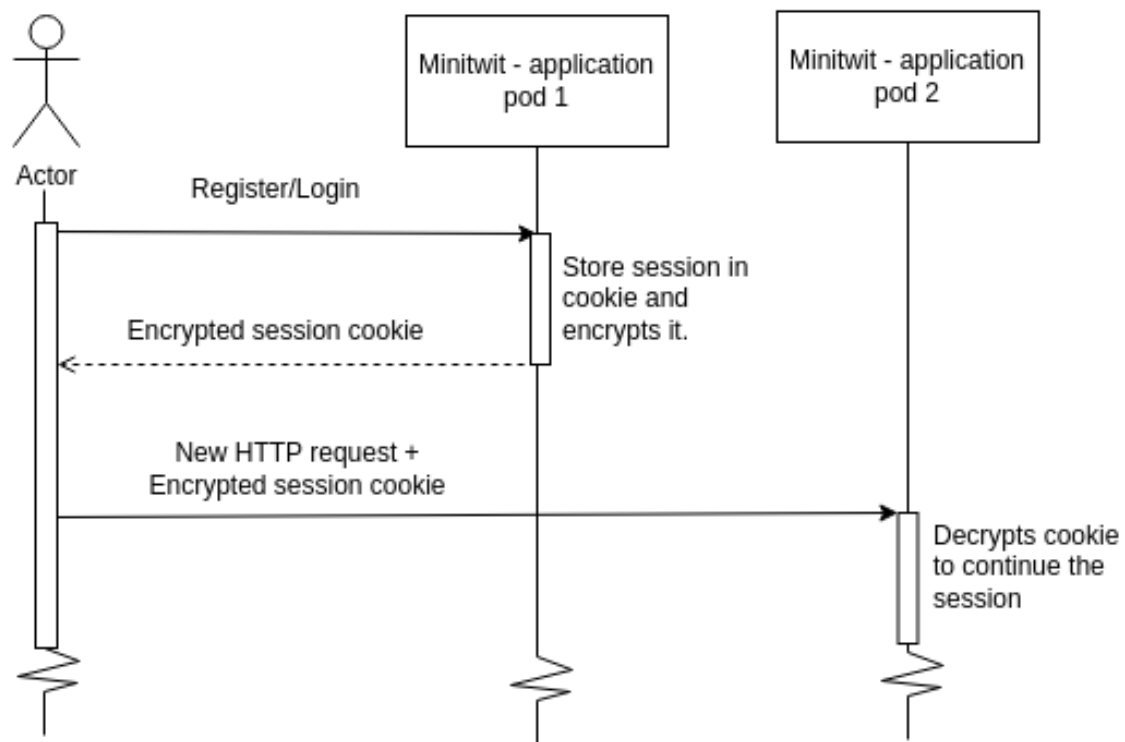 Minitwit - application
pod 1
Minitwit - application
pod 2
Actor
Register/Login
Store session in
cookie and
encrypts it.
Encrypted session cookie
New HTTP request +
Encrypted session cookie
Decrypts cookie
to continue the
session